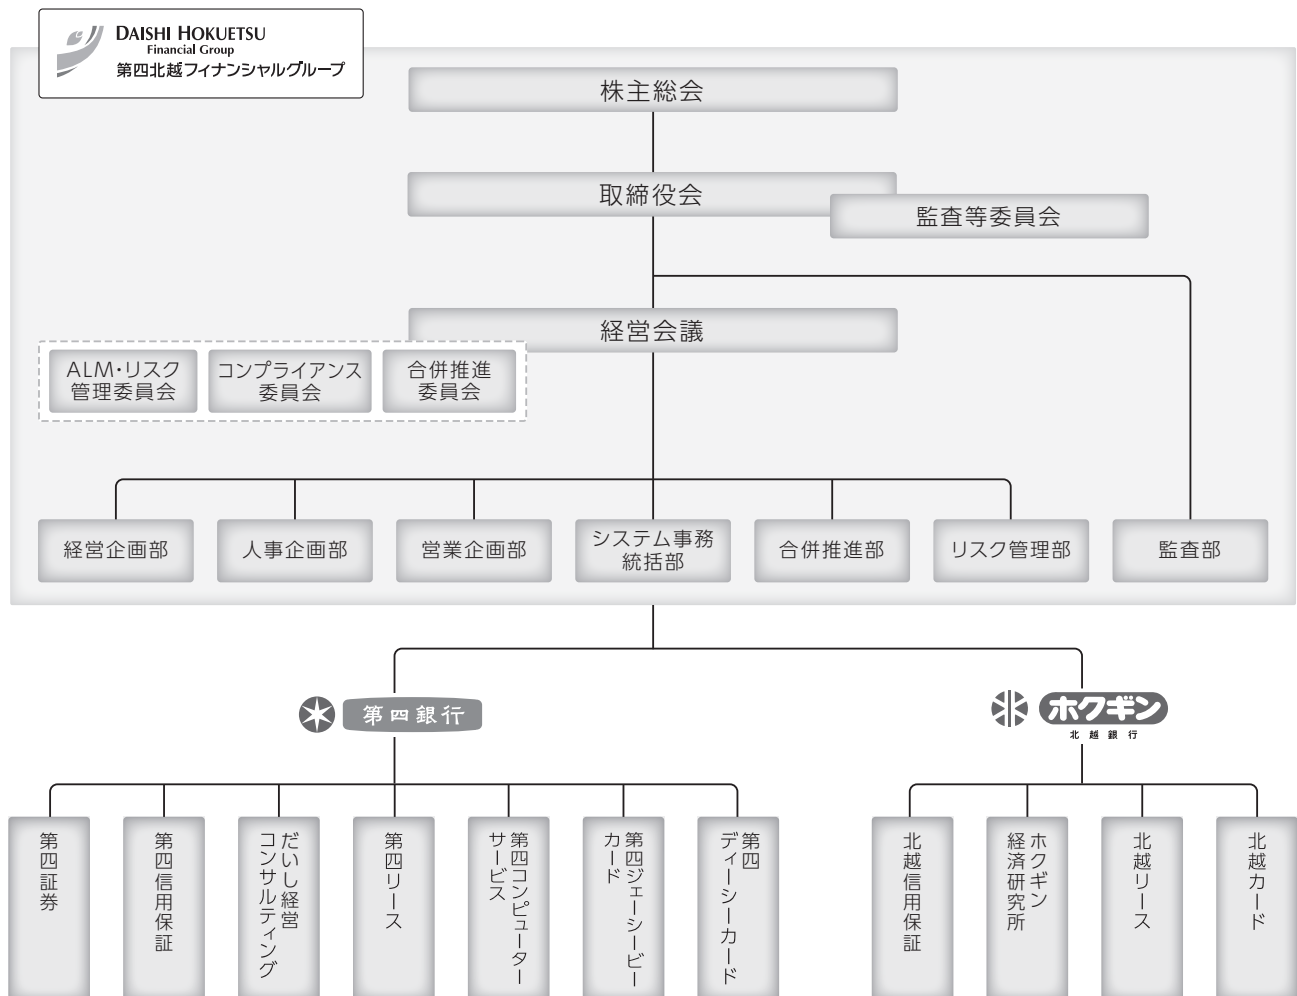 DAISHI HOKUETSU
Financial Group
第四北越フィナンシャルグループ
株主総会
取締役会
監査等委員会
経営会議
ALM・リスク
管理委員会
コンプライアンス
委員会
合併推進
委員会
経営企画部
人事企画部
営業企画部
システム事務
統括部
合併推進部
リスク管理部
監査部
第四銀行
ホクギン
北越銀行
第四証券
第四信用保証
だいし経営
コンサルティング
第四リース
第四コンピューター
サービス
第四ジェーシービー
カード
第四
ディーシーカード
北越信用保証
ホクギン
経済研究所
北越リース
北越カード